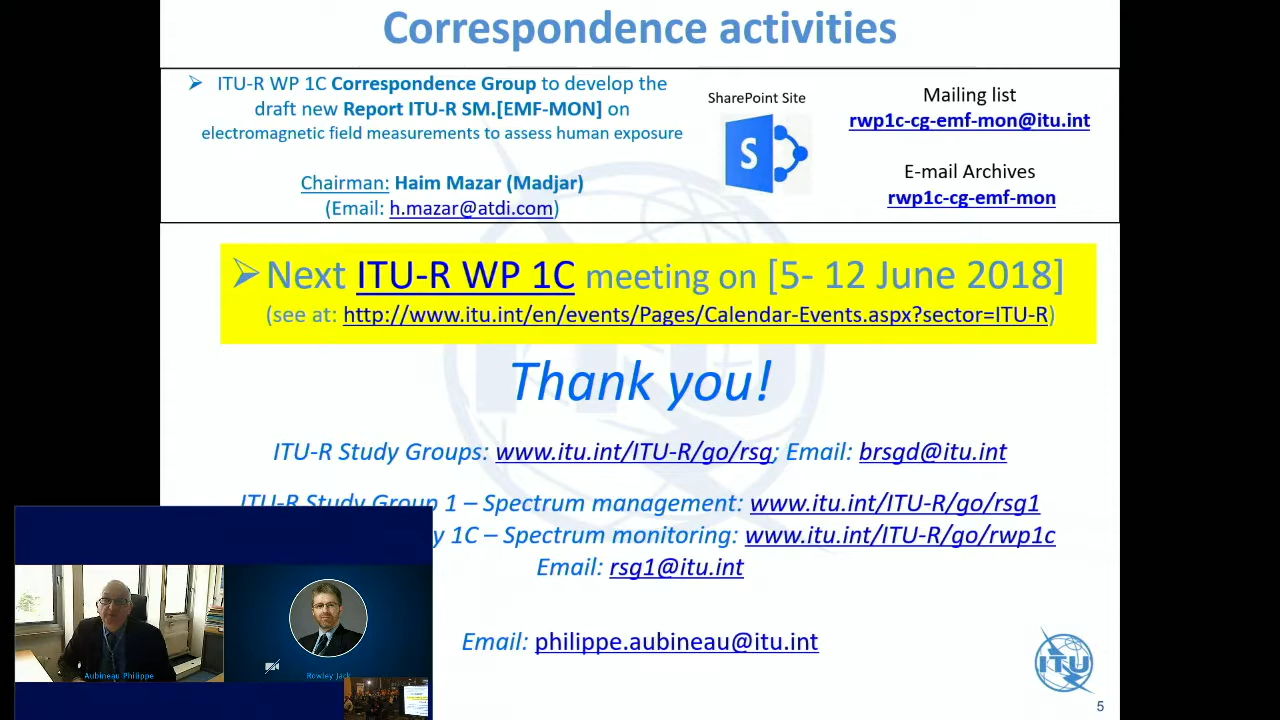 Correspondence activities
➢ ITU-R WP 1C Correspondence Group to develop the
draft new Report ITU-R SM.[EMF-MON] on
electromagnetic field measurements to assess human exposure
Chairman: Haim Mazar (Madjar)
(Email: h.mazar@atdi.com)
SharePoint Site
S
Mailing list
rwp1c-cg-emf-mon@itu.int
E-mail Archives
rwp1c-cg-emf-mon
➢ Next ITU-R WP 1C meeting on [5- 12 June 2018]
(see at: http://www.itu.int/en/events/Pages/Calendar-Events.aspx?sector=ITU-R)
Thank you!
ITU-R Study Groups: www.itu.int/ITU-R/go/rsg; Email: brsgd@itu.int
ITU-R Study Group 1 – Spectrum management: www.itu.int/ITU-R/go/rsg1
y 1C – Spectrum monitoring: www.itu.int/ITU-R/go/rwp1c
Email: rsg1@itu.int
Email: philippe.aubineau@itu.int
Aubineau Philippe
Rowley Jack
ITU
5